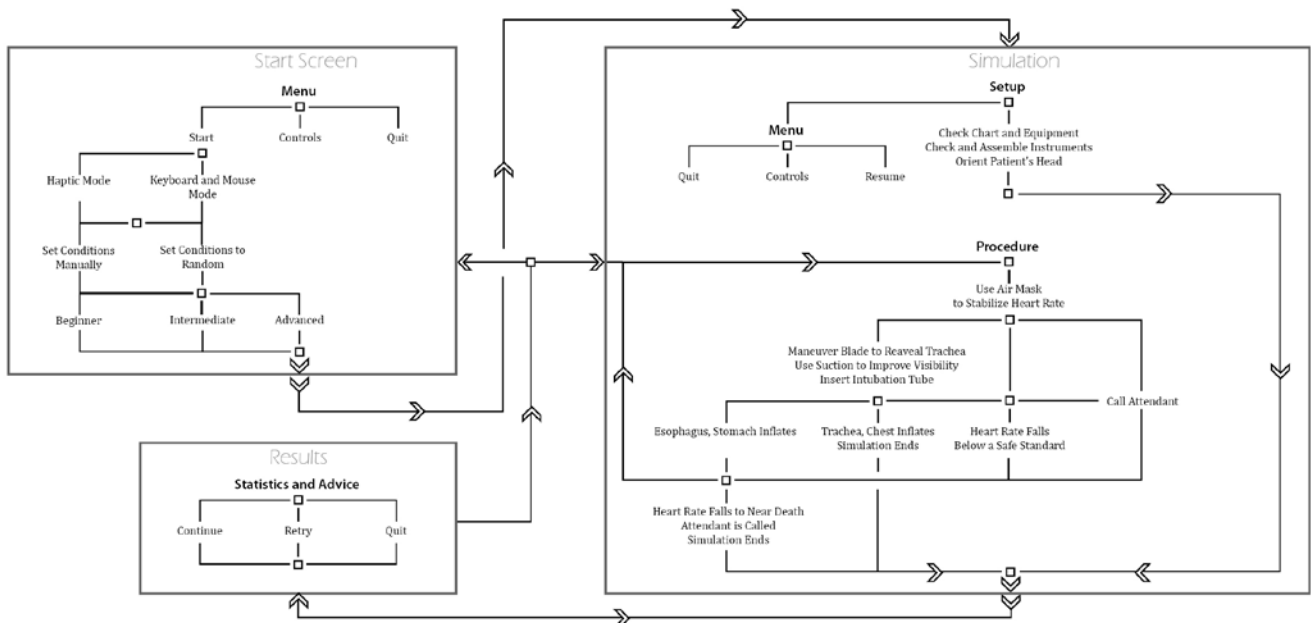 Start Screen
Menu
Start
Controls
Quit
Haptic Mode
Keyboard and Mouse
Mode
Set Conditions
Manually
Set Conditions to
Random
Beginner
Intermediate
Advanced
Results
Statistics and Advice
Continue
Retry
Quit
Simulation
Setup
Menu
Quit
Controls
Resume
Check Chart and Equipment
Check and Assemble Instruments
Orient Patient's Head
Procedure
Use Air Mask
to Stabilize Heart Rate
Maneuver Blade to Reaveal Trachea
Use Suction to Improve Visibility
Insert Intubation Tube
Call Attendant
Esophagus, Stomach Inflates
Trachea, Chest Inflates
Simulation Ends
Heart Rate Falls
Below a Safe Standard
Heart Rate Falls to Near Death
Attendant is Called
Simulation Ends